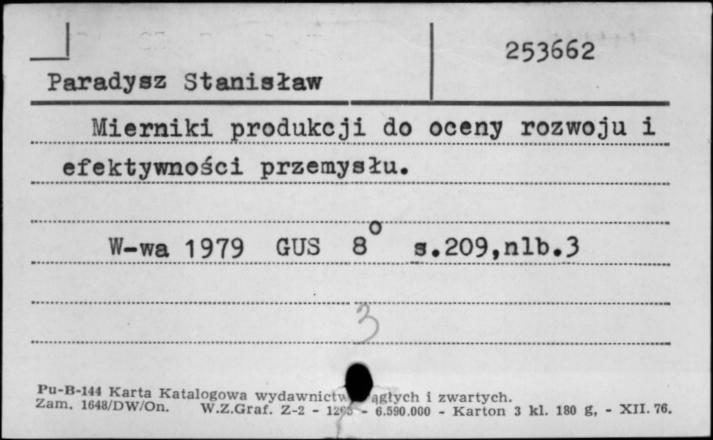 253662
Paradysz Stanisław
Mierniki produkcji do oceny rozwoju i
efektywności przemysłu.
W-wa 1979 GUS 8° s.209,nlb.3
3
Pu-B-144 Karta Katalogowa wydawnictw ągłych i zwartych.
Zam. 1648/DW/On. W.Z.Graf. Z-2 - - 6.590.000 - Karton 3 kl. 180 g, - XII. 76.